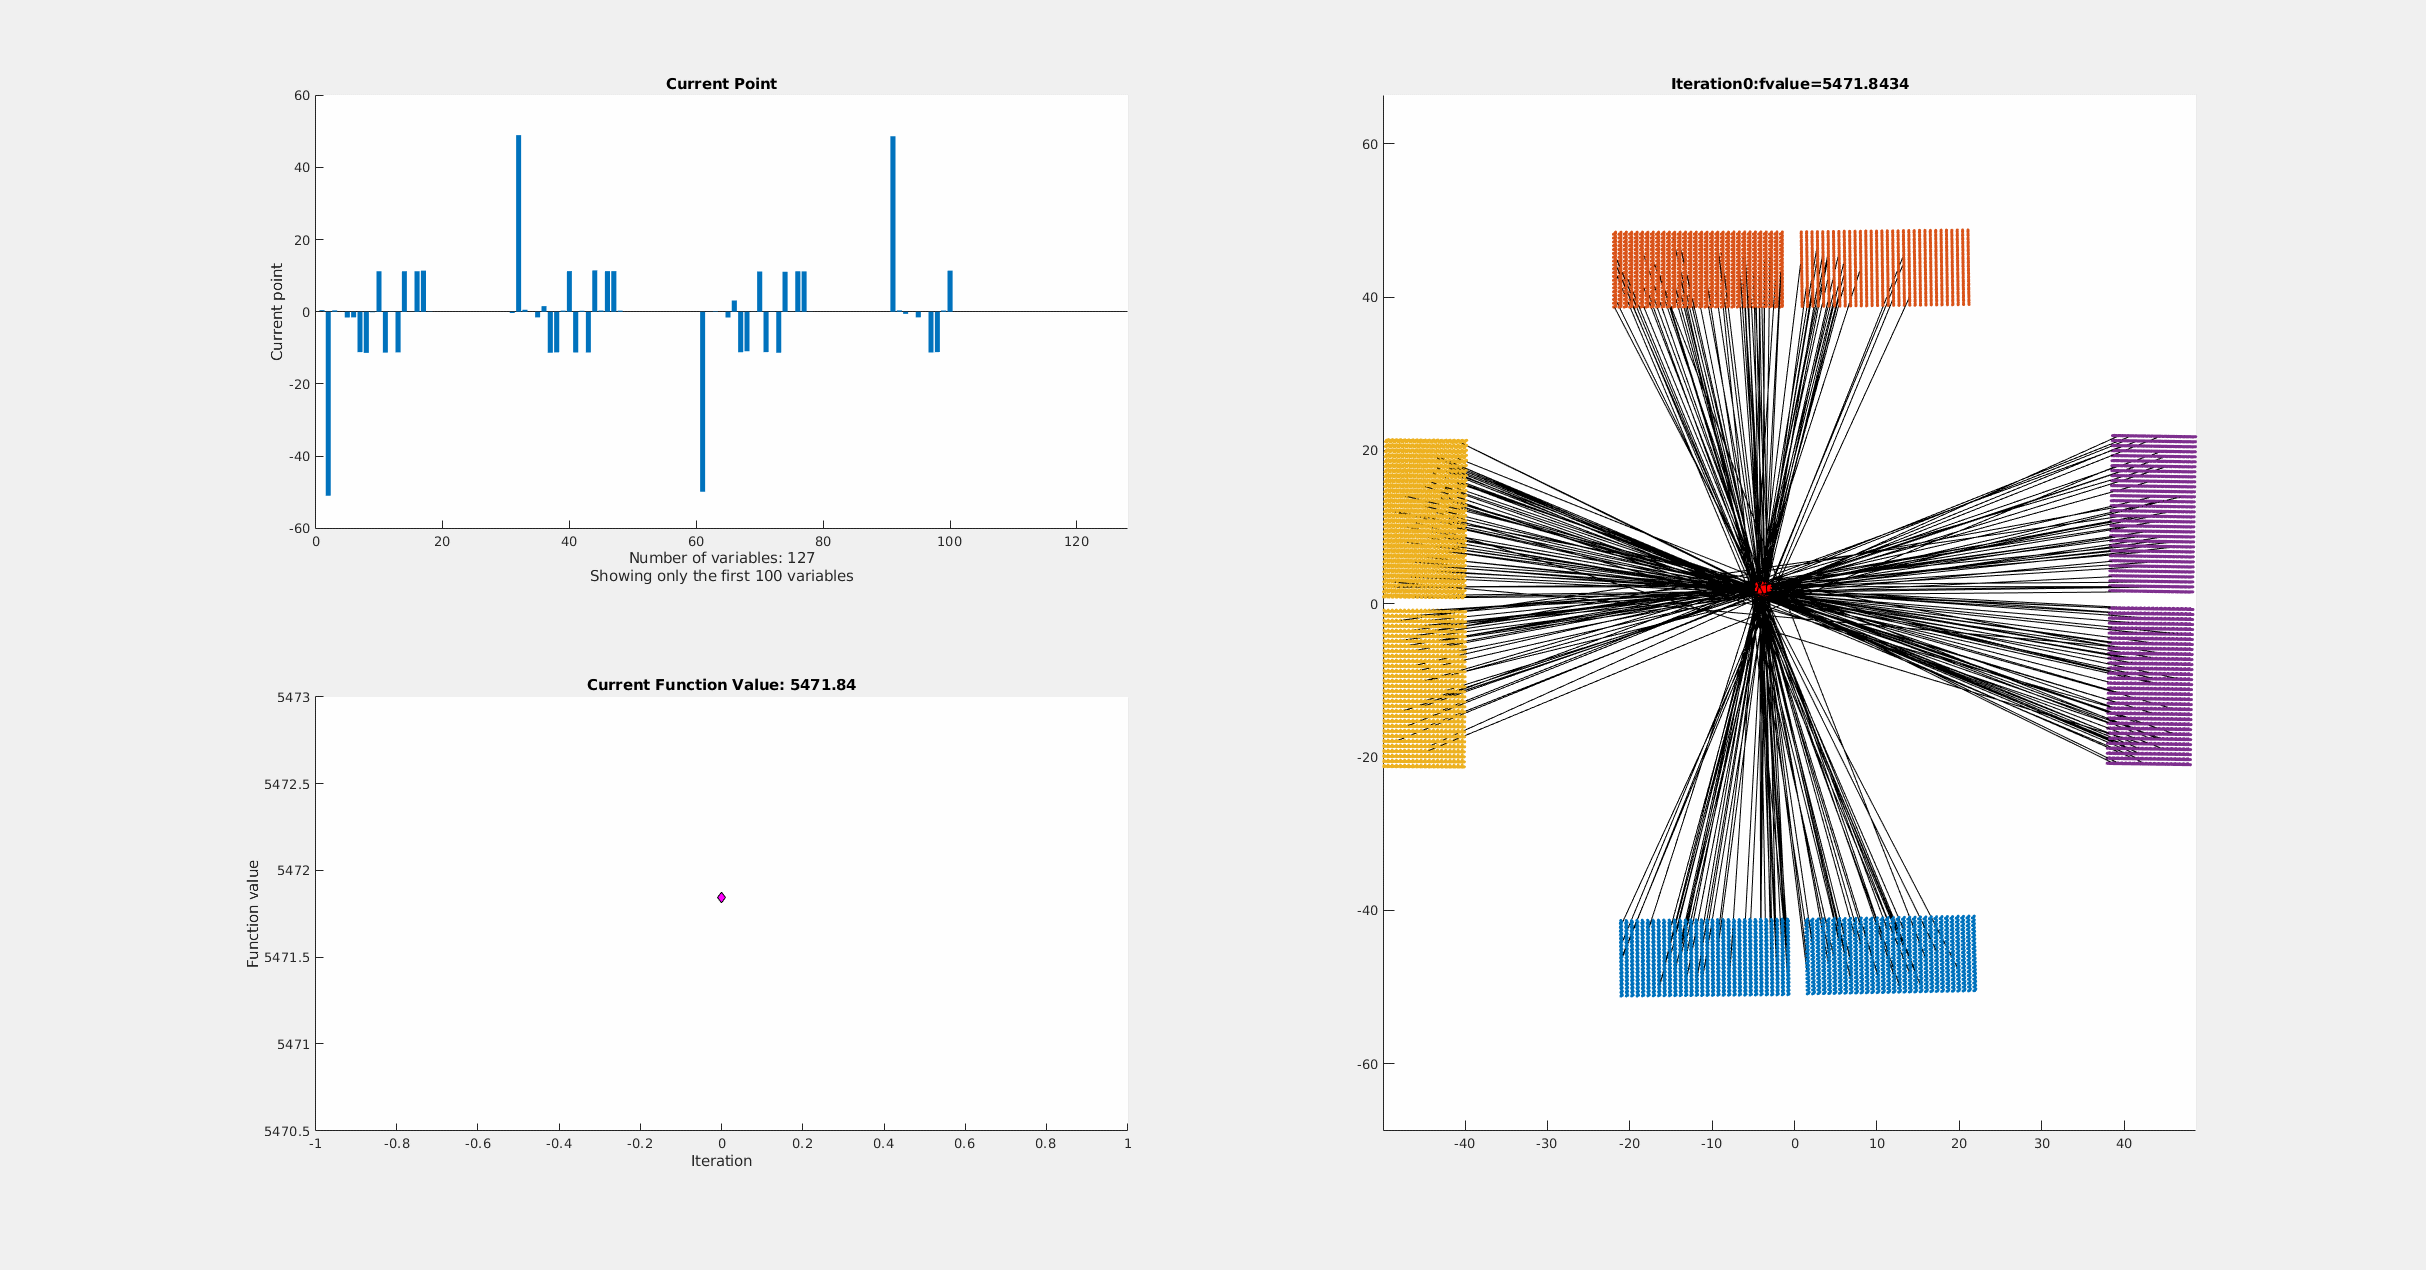 Current Point
60
40
20
0
-20
-40
-60
Current point
0 20 40 60 80 100 120
Number of variables: 127
Showing only the first 100 variables
Current Function Value: 5471.84
5473
5472.5
5472
5471.5
5471
5470.5
Function value
-1 -0.8 -0.6 -0.4 -0.2 0 0.2 0.4 0.6 0.8 1
Iteration
Iteration0:fvalue=5471.8434
60
40
20
0
-20
-40
-60
-40 -30 -20 -10 0 10 20 30 40